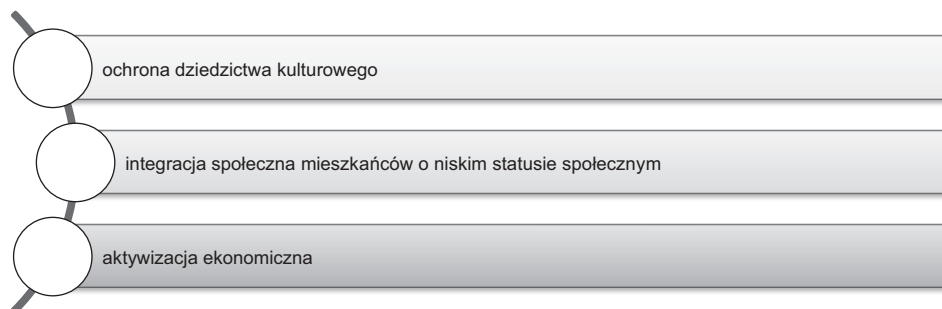 ochrona dziedzictwa kulturowego
integracja społeczna mieszkańców o niskim statusie społecznym
aktywizacja ekonomiczna